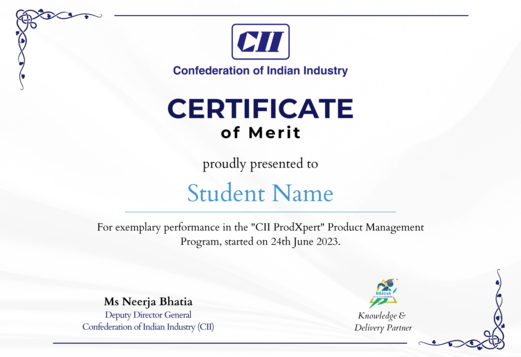 CII
Confederation of Indian Industry
CERTIFICATE
of Merit
proudly presented to
Student Name
For exemplary performance in the "CII ProdXpert" Product Management
Program, started on 24th June 2023.
Ms Neerja Bhatia
Deputy Director General
Confederation of Indian Industry (CII)
Knowledge &
Delivery Partner